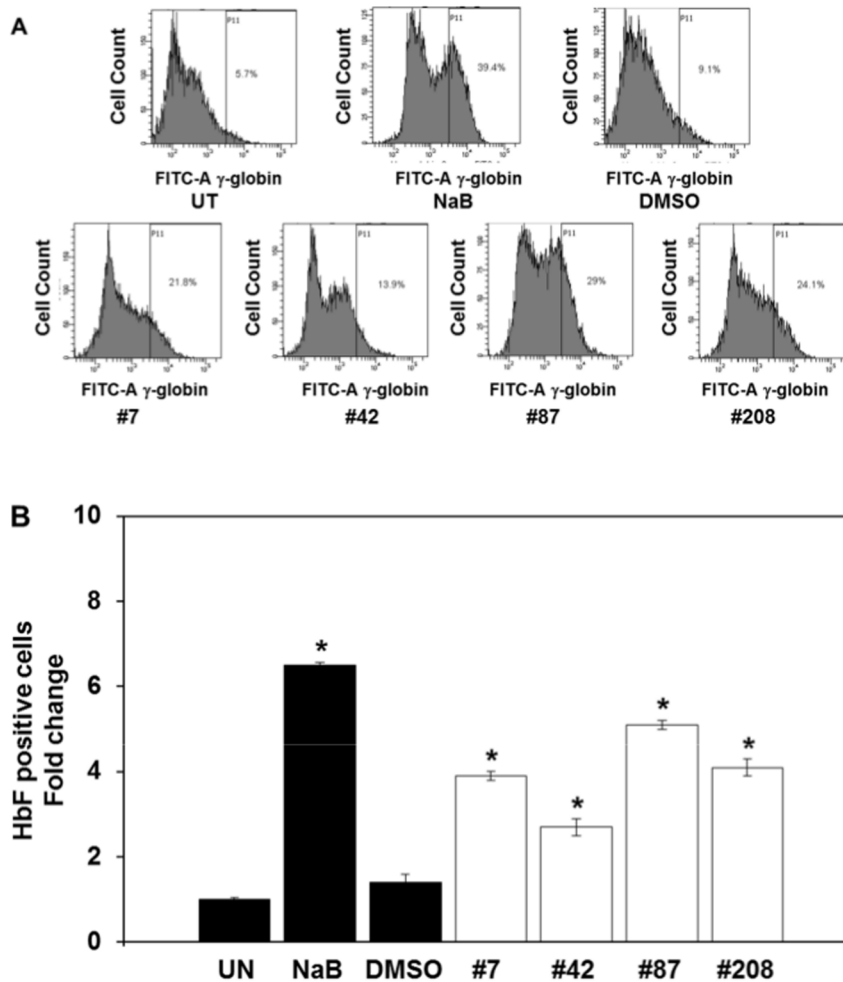 A
P11
5.7%
Cell Count
FITC-A γ-globin
UT
P11
39.4%
Cell Count
FITC-A γ-globin
NaB
P11
9.1%
Cell Count
FITC-A γ-globin
DMSO
P11
21.8%
Cell Count
FITC-A γ-globin
#7
P11
13.9%
Cell Count
FITC-A γ-globin
#42
P11
29%
Cell Count
FITC-A γ-globin
#87
P11
24.1%
Cell Count
FITC-A γ-globin
#208
B
HbF positive cells
Fold change
10
8
6
4
2
0
*
*
*
*
*
UN NaB DMSO #7 #42 #87 #208